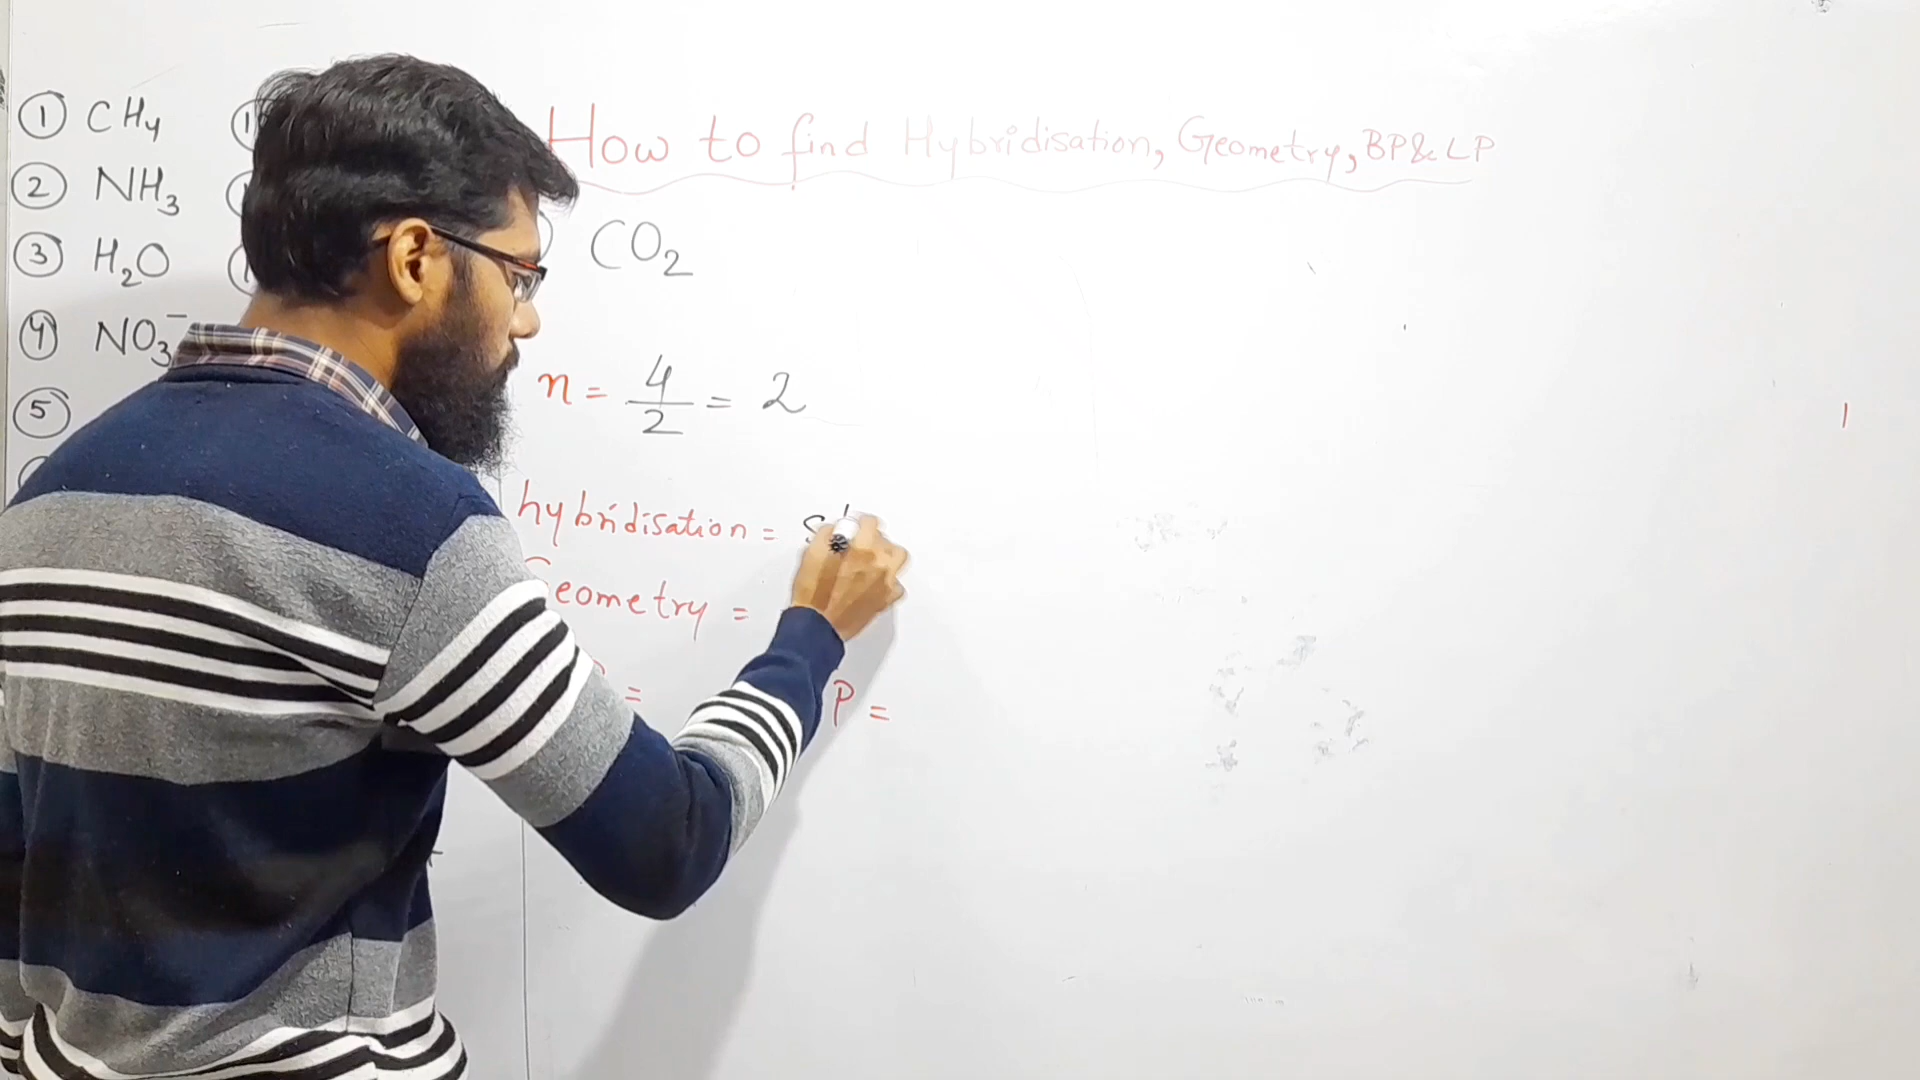 How to find Hybridisation, Geometry, BP & LP
① CH₄
② NH₃
③ H₂O
④ NO₃⁻
⑤
CO₂
n = 4/2 = 2
hybridisation = s
Geometry =
= P =